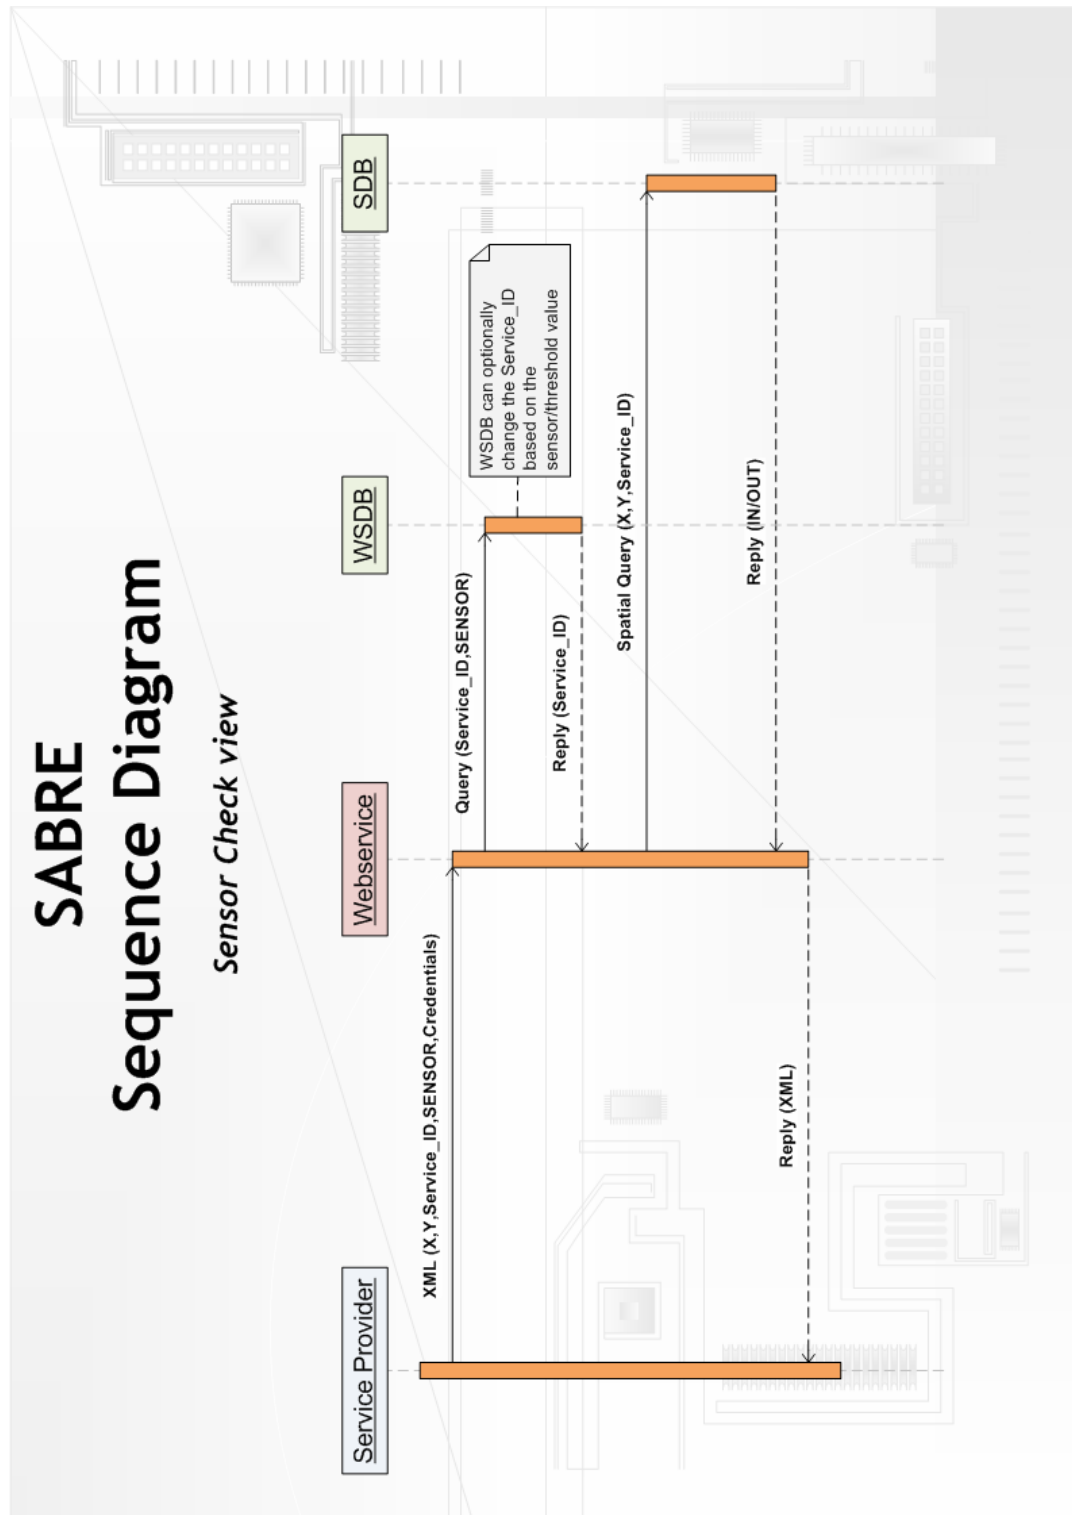 SABRE
Sequence Diagram
Sensor Check view
Service Provider
Webservice
WSDB
SDB
XML (X,Y,Service_ID,SENSOR,Credentials)
Query (Service_ID,SENSOR)
WSDB can optionally
change the Service_ID
based on the
sensor/threshold value
Reply (Service_ID)
Spatial Query (X,Y,Service_ID)
Reply (IN/OUT)
Reply (XML)